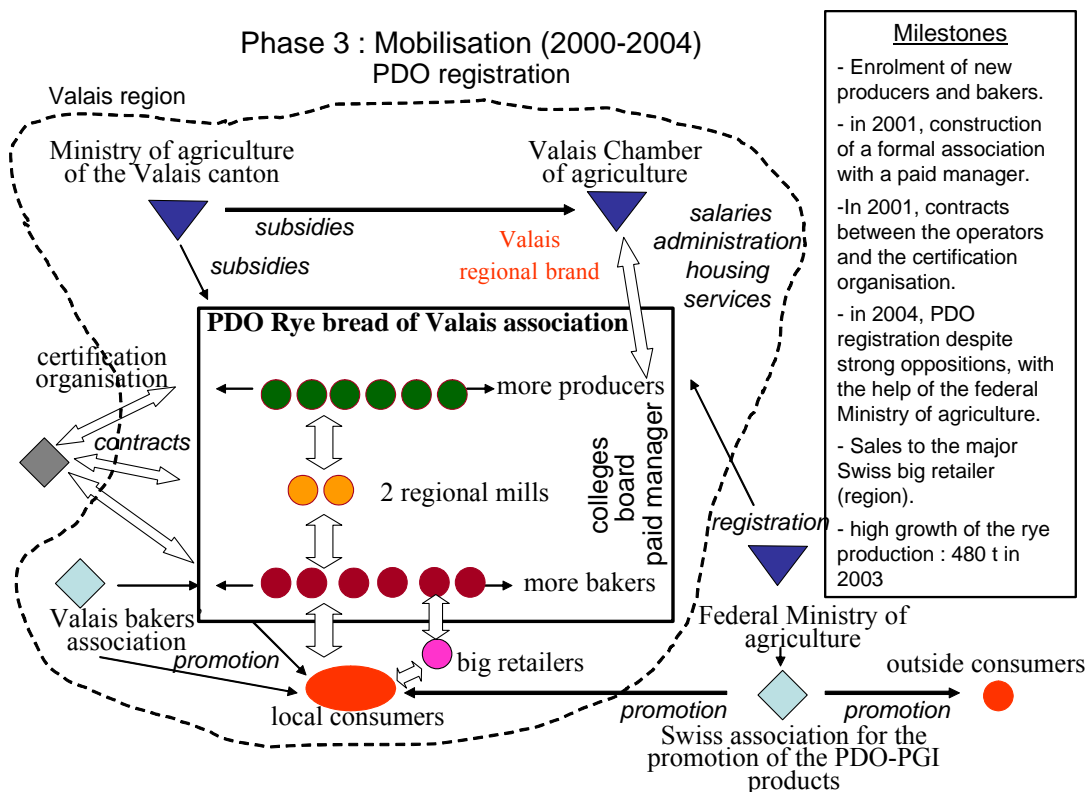 Phase 3 : Mobilisation (2000-2004)
PDO registration
Valais region
Ministry of agriculture
of the Valais canton
Valais Chamber
of agriculture
subsidies
subsidies
Valais
regional brand
salaries
administration
housing
services
PDO Rye bread of Valais association
certification
organisation
contracts
more producers
2 regional mills
colleges
board
paid manager
more bakers
registration
Valais bakers
association
promotion
big retailers
local consumers
Federal Ministry of
agriculture
outside consumers
promotion
promotion
Swiss association for the
promotion of the PDO-PGI
products
Milestones
- Enrolment of new
producers and bakers.
- in 2001, construction
of a formal association
with a paid manager.
-In 2001, contracts
between the operators
and the certification
organisation.
- in 2004, PDO
registration despite
strong oppositions, with
the help of the federal
Ministry of agriculture.
- Sales to the major
Swiss big retailer
(region).
- high growth of the rye
production : 480 t in
2003